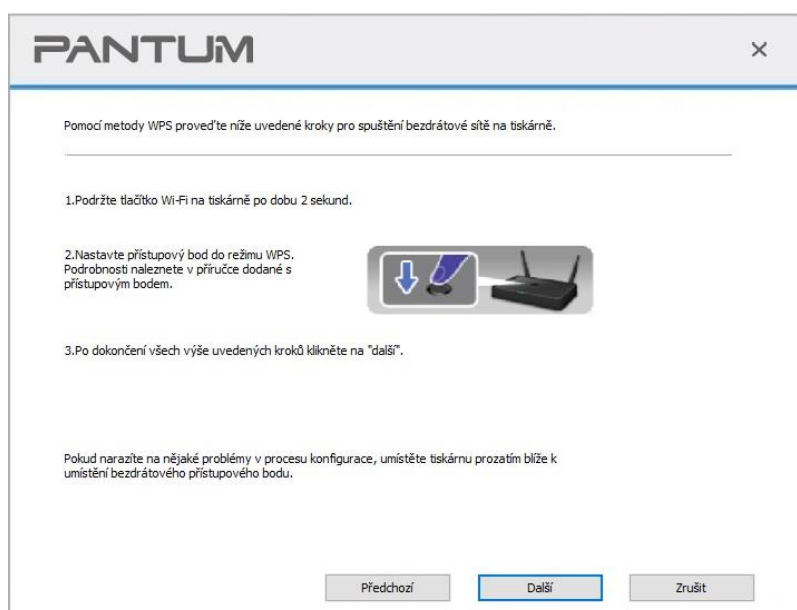 PANTUM
Pomocí metody WPS proveďte níže uvedené kroky pro spuštění bezdrátové sítě na tiskárně.
1.Podržte tlačítko Wi-Fi na tiskárně po dobu 2 sekund.
2.Nastavte přístupový bod do režimu WPS.
Podrobnosti naleznete v příručce dodané s
přístupovým bodem.
3.Po dokončení všech výše uvedených kroků klikněte na "další".
Pokud narazíte na nějaké problémy v procesu konfigurace, umístěte tiskárnu prozatím blíže k
umístění bezdrátového přístupového bodu.
Předchozí
Další
Zrušit